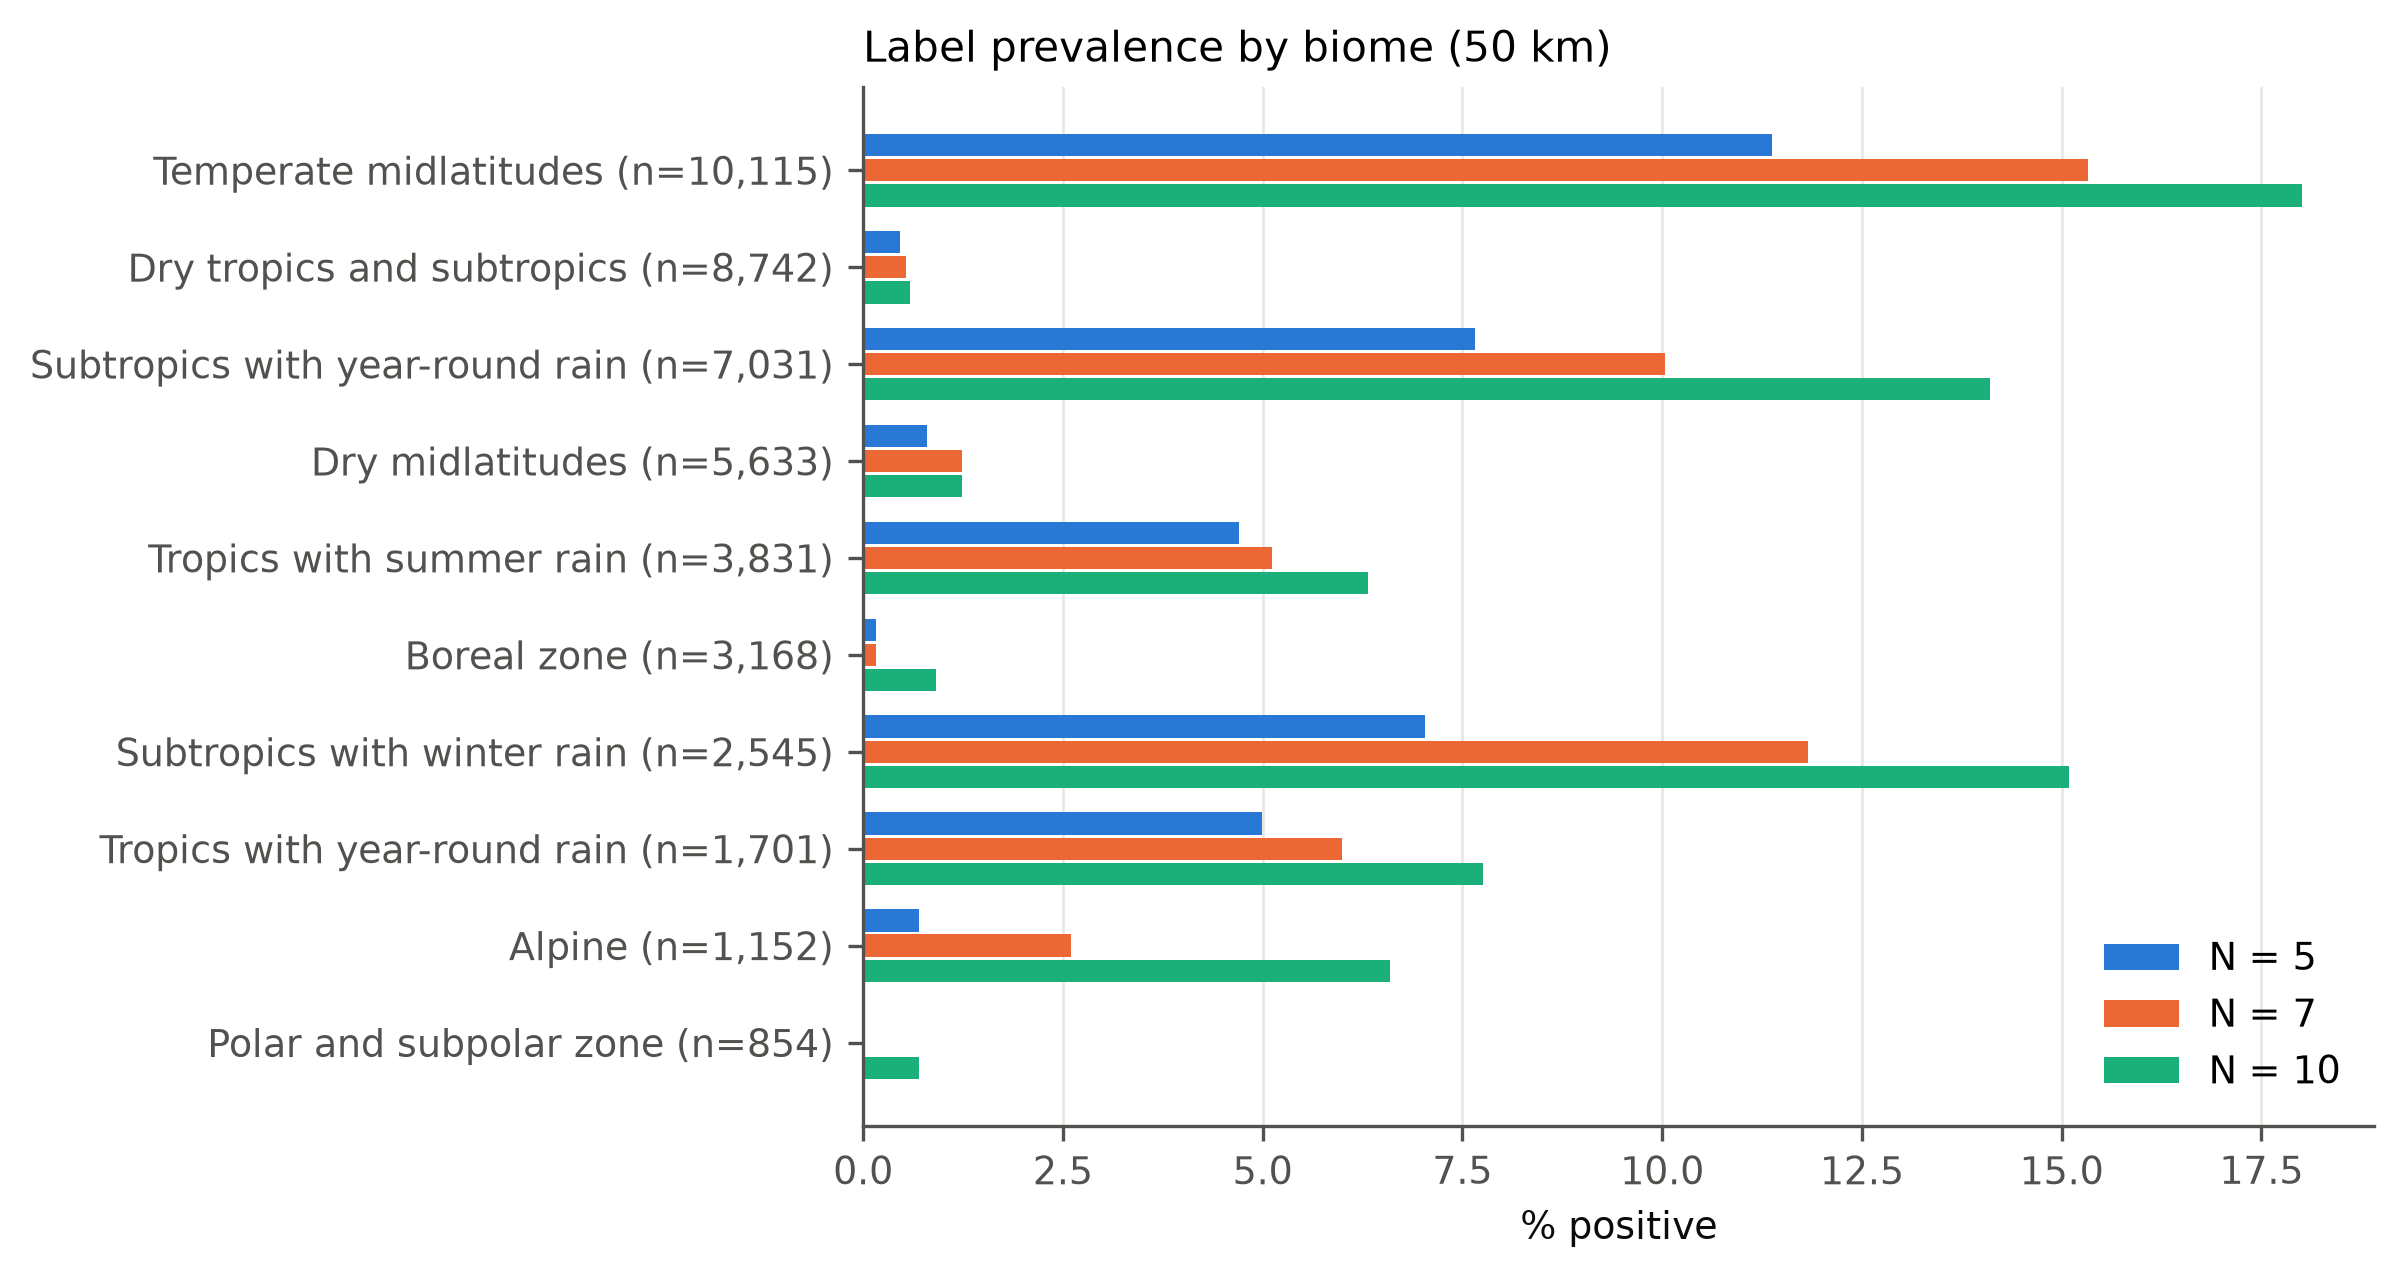 Label prevalence by biome (50 km)
Temperate midlatitudes (n=10,115)
Dry tropics and subtropics (n=8,742)
Subtropics with year-round rain (n=7,031)
Dry midlatitudes (n=5,633)
Tropics with summer rain (n=3,831)
Boreal zone (n=3,168)
Subtropics with winter rain (n=2,545)
Tropics with year-round rain (n=1,701)
Alpine (n=1,152)
Polar and subpolar zone (n=854)
N = 5
N = 7
N = 10
0.0 2.5 5.0 7.5 10.0 12.5 15.0 17.5
% positive